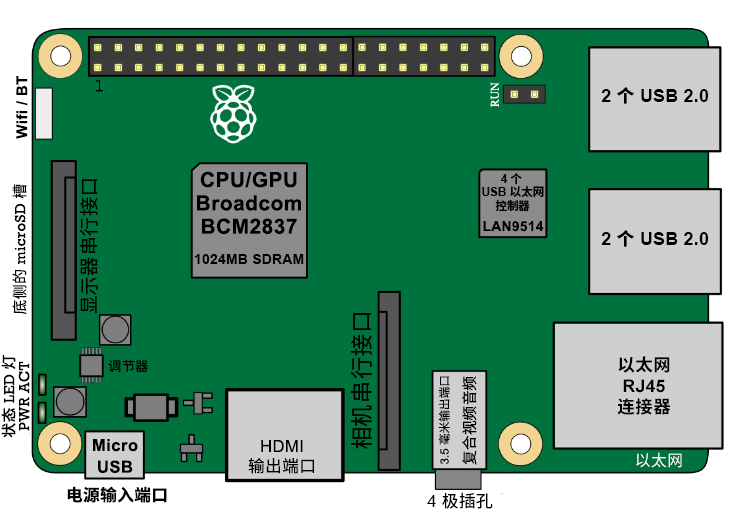 1
Wifi / BT
RUN
2 个 USB 2.0
CPU/GPU
Broadcom
BCM2837
1024MB SDRAM
4 个
USB 以太网
控制器
LAN9514
底侧的 microSD 槽
显示器串行接口
2 个 USB 2.0
调节器
状态 LED 灯
PWR ACT
相机串行接口
以太网
RJ45
连接器
3.5 毫米输出端口
复合视频音频
Micro
USB
HDMI
输出端口
以太网
电源输入端口
4 极插孔